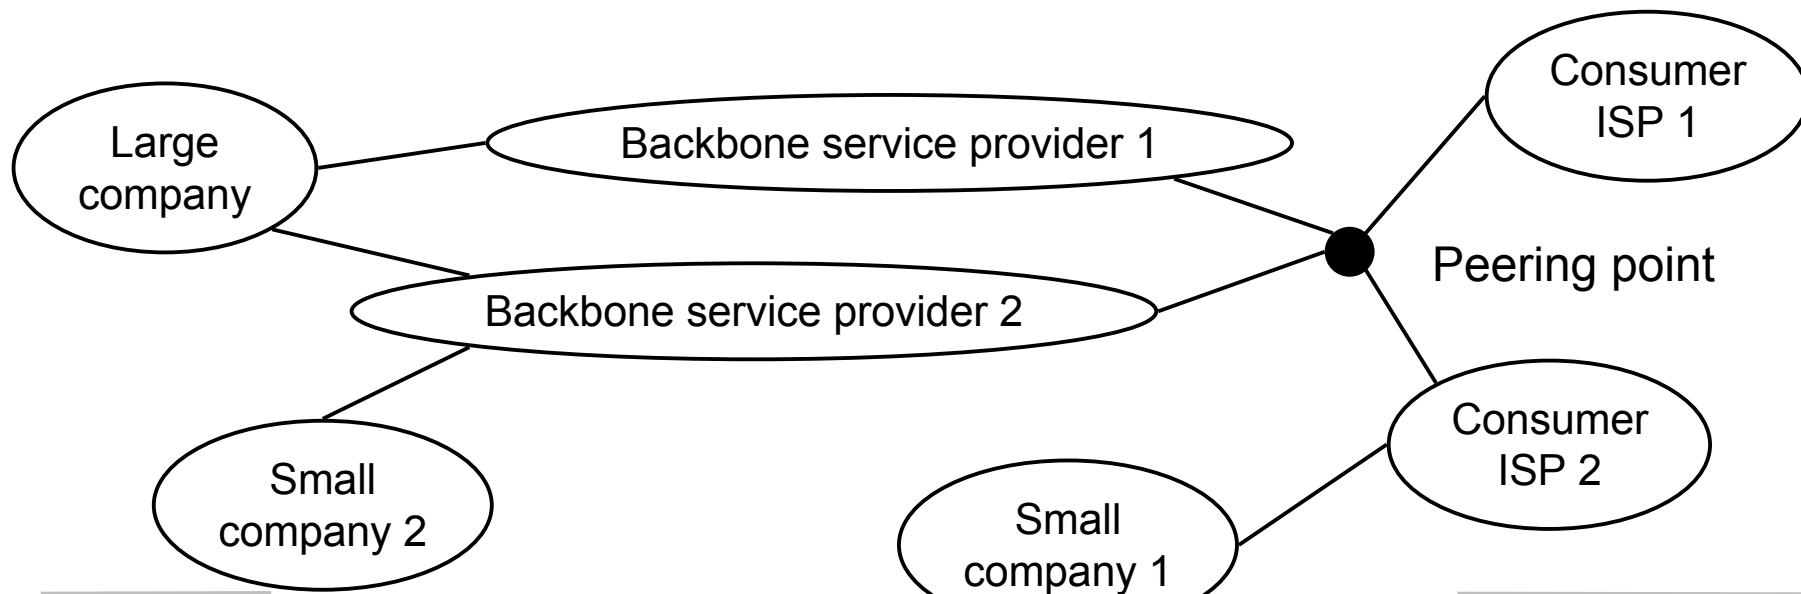 Large
company
Backbone service provider 1
Consumer
ISP 1
Peering point
Backbone service provider 2
Consumer
ISP 2
Small
company 2
Small
company 1